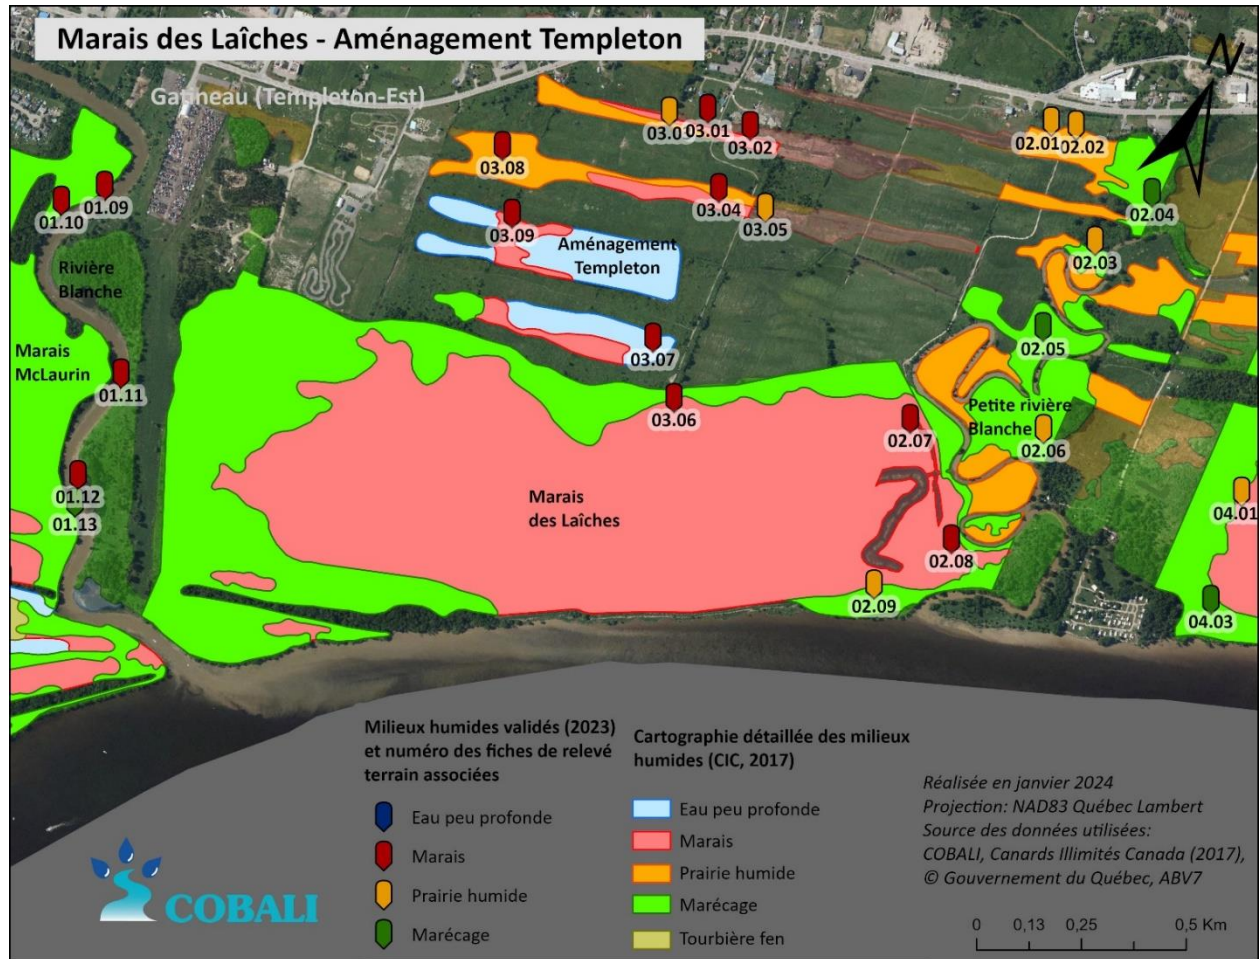 Marais des Laîches - Aménagement Templeton
Gatineau (Templeton-Est)
03.0
03.01
03.02
02.01
02.02
03.08
01.10
01.09
03.09
03.04
03.05
02.04
02.03
Aménagement
Templeton
Rivière
Blanche
Marais
McLaurin
01.11
03.07
02.05
03.06
02.07
Petite rivière
Blanche
02.06
01.12
01.13
Marais
des Laîches
02.08
02.09
04.01
04.03
N
Milieux humides validés (2023)
et numéro des fiches de relevé
terrain associées
Eau peu profonde
Marais
Prairie humide
Marécage
Cartographie détaillée des milieux
humides (CIC, 2017)
Eau peu profonde
Marais
Prairie humide
Marécage
Tourbière fen
Réalisée en janvier 2024
Projection: NAD83 Québec Lambert
Source des données utilisées:
COBALI, Canards Illimités Canada (2017),
© Gouvernement du Québec, ABV7
0 0,13 0,25 0,5 Km
COBALI